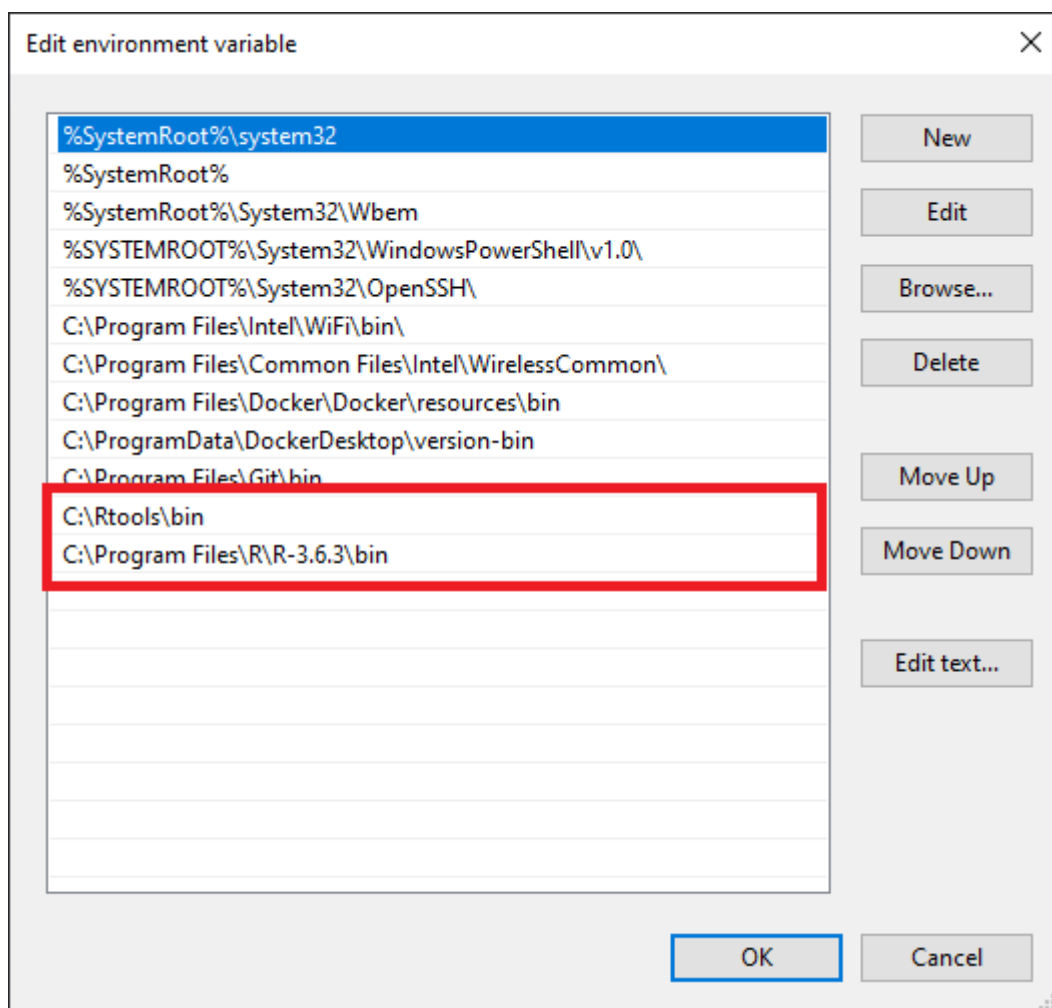 Edit environment variable
%SystemRoot%\system32
%SystemRoot%
%SystemRoot%\System32\Wbem
%SYSTEMROOT%\System32\WindowsPowerShell\v1.0\
%SYSTEMROOT%\System32\OpenSSH\
C:\Program Files\Intel\WiFi\bin\
C:\Program Files\Common Files\Intel\WirelessCommon\
C:\Program Files\Docker\Docker\resources\bin
C:\ProgramData\DockerDesktop\version-bin
C:\Program Files\Git\bin
C:\Rtools\bin
C:\Program Files\R\R-3.6.3\bin
New
Edit
Browse...
Delete
Move Up
Move Down
Edit text...
OK
Cancel